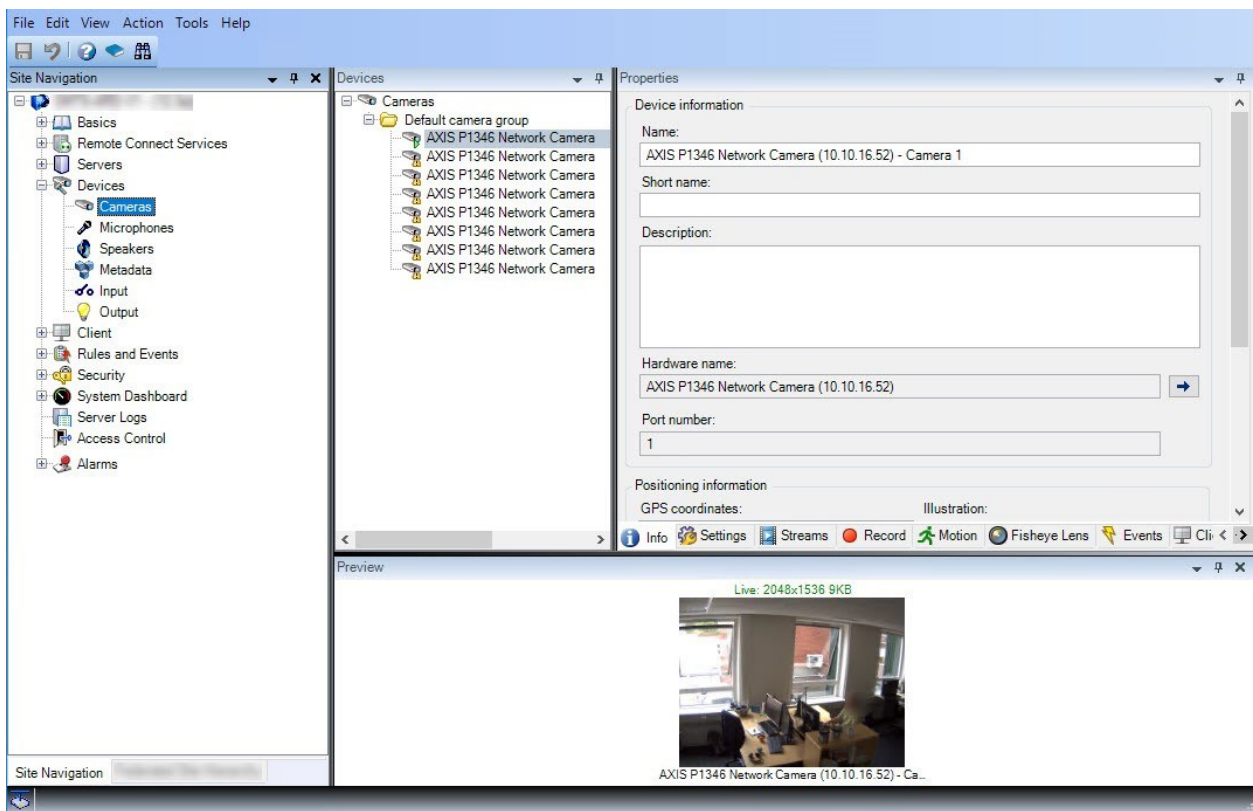 File Edit View Action Tools Help
Site Navigation
Basics
Remote Connect Services
Servers
Devices
Cameras
Microphones
Speakers
Metadata
Input
Output
Client
Rules and Events
Security
System Dashboard
Server Logs
Access Control
Alarms
Site Navigation
Devices
Cameras
Default camera group
AXIS P1346 Network Camera
AXIS P1346 Network Camera
AXIS P1346 Network Camera
AXIS P1346 Network Camera
AXIS P1346 Network Camera
AXIS P1346 Network Camera
AXIS P1346 Network Camera
AXIS P1346 Network Camera
Properties
Device information
Name:
AXIS P1346 Network Camera (10.10.16.52) - Camera 1
Short name:
Description:
Hardware name:
AXIS P1346 Network Camera (10.10.16.52)
Port number:
1
Positioning information
GPS coordinates: Illustration:
Info Settings Streams Record Motion Fisheye Lens Events Cli
Preview
Live: 2048x1536 9KB
AXIS P1346 Network Camera (10.10.16.52) - Ca...